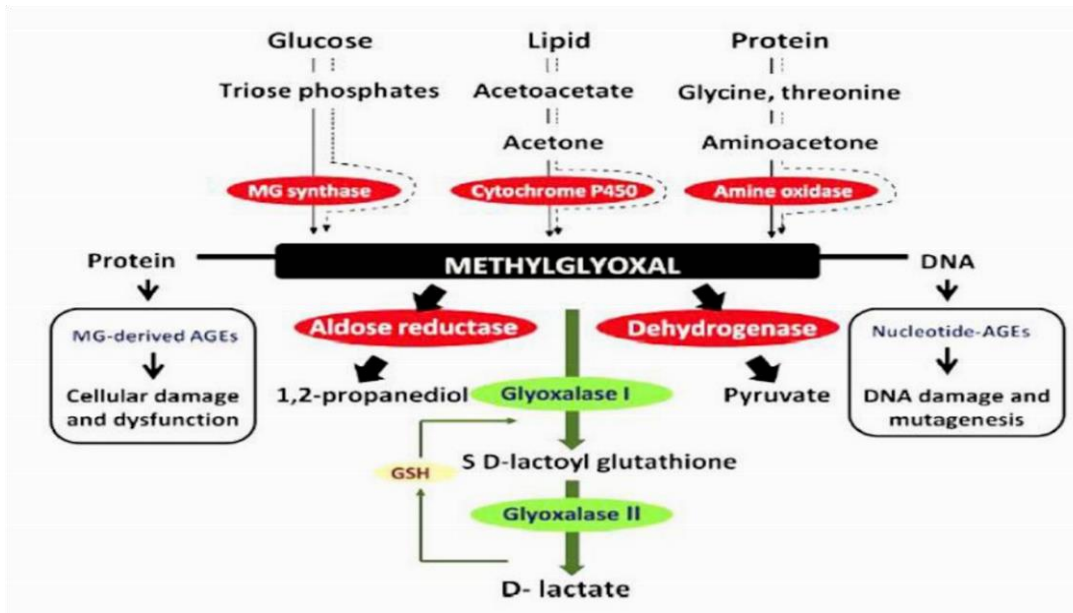 Glucose
Lipid
Protein
Triose phosphates
Acetoacetate
Glycine, threonine
Acetone
Aminoacetone
MG synthase
Cytochrome P450
Amine oxidase
Protein
METHYLGLYOXAL
DNA
MG-derived AGEs
Cellular damage
and dysfunction
Aldose reductase
Dehydrogenase
Nucleotide-AGEs
DNA damage and
mutagenesis
1,2-propanediol
Glyoxalase I
Pyruvate
GSH
S D-lactoyl glutathione
Glyoxalase II
D- lactate